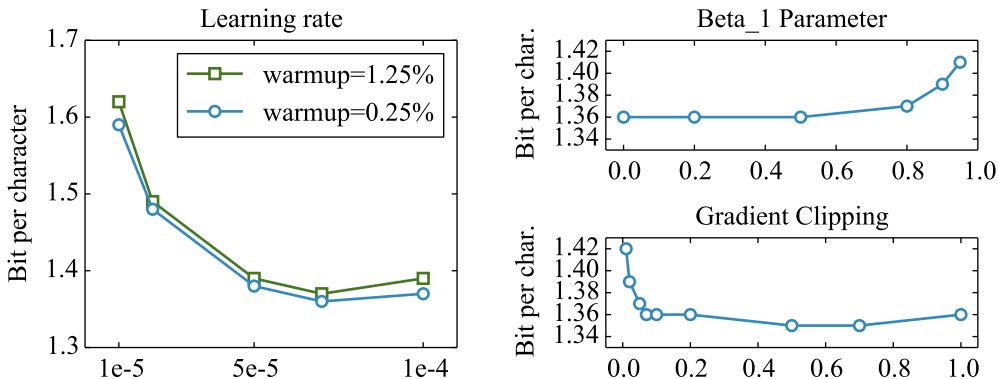 Learning rate
Bit per character
1.7
1.6
1.5
1.4
1.3
1e-5
5e-5
1e-4
warmup=1.25%
warmup=0.25%
Beta_1 Parameter
Bit per char.
1.42
1.40
1.38
1.36
1.34
0.0
0.2
0.4
0.6
0.8
1.0
Gradient Clipping
Bit per char.
1.42
1.40
1.38
1.36
1.34
0.0
0.2
0.4
0.6
0.8
1.0